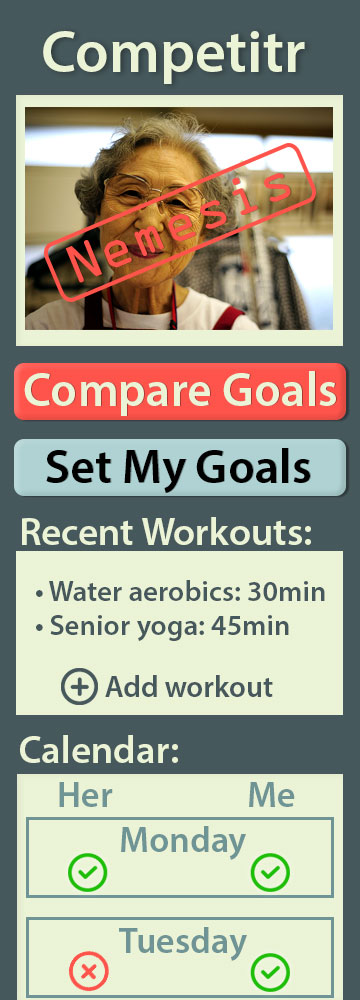 Competitr
Nemesis
Compare Goals
Set My Goals
Recent Workouts:
• Water aerobics: 30min
• Senior yoga: 45min
Add workout
Calendar:
Her Me
Monday
Tuesday